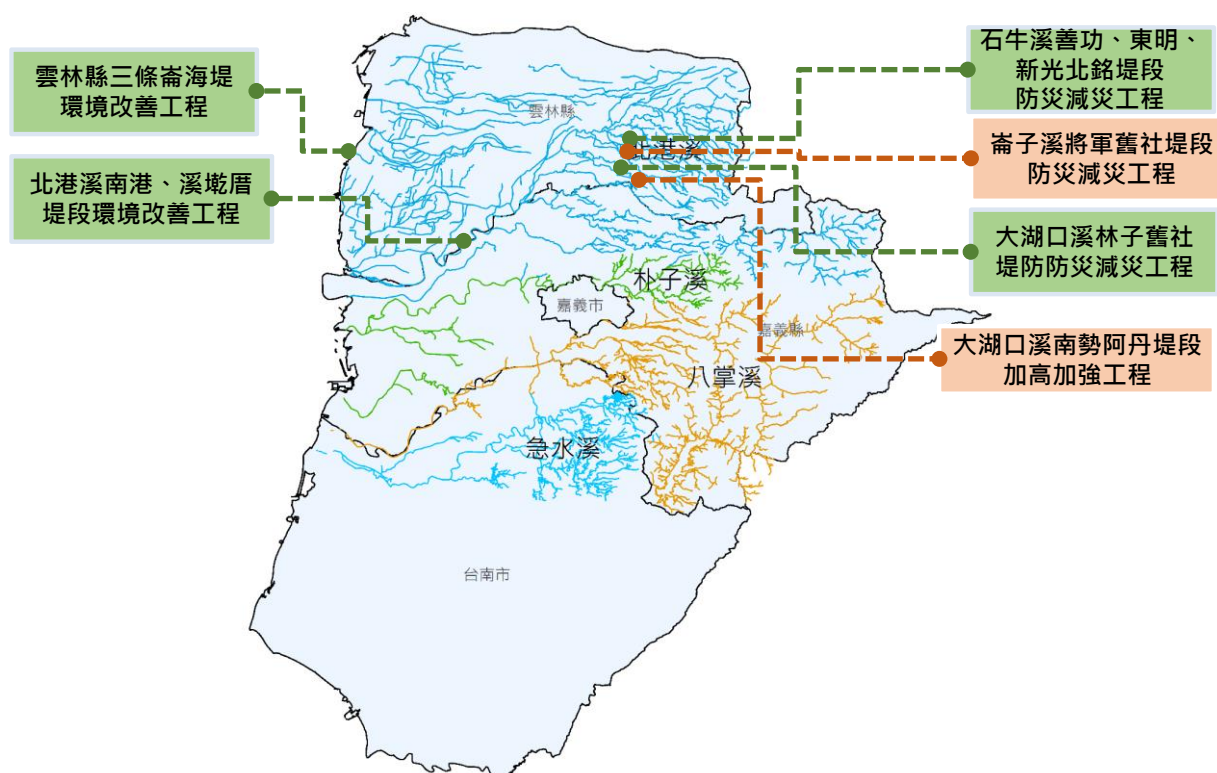 雲林縣三條崙海堤
環境改善工程
北港溪南港、溪墘厝
堤段環境改善工程
石牛溪善功、東明、
新光北銘堤段
防災減災工程
崙子溪將軍舊社堤段
防災減災工程
大湖口溪林子舊社
堤防防災減災工程
大湖口溪南勢阿丹堤段
加高加強工程
雲林縣
北港溪
朴子溪
嘉義市
嘉義縣
八掌溪
急水溪
台南市